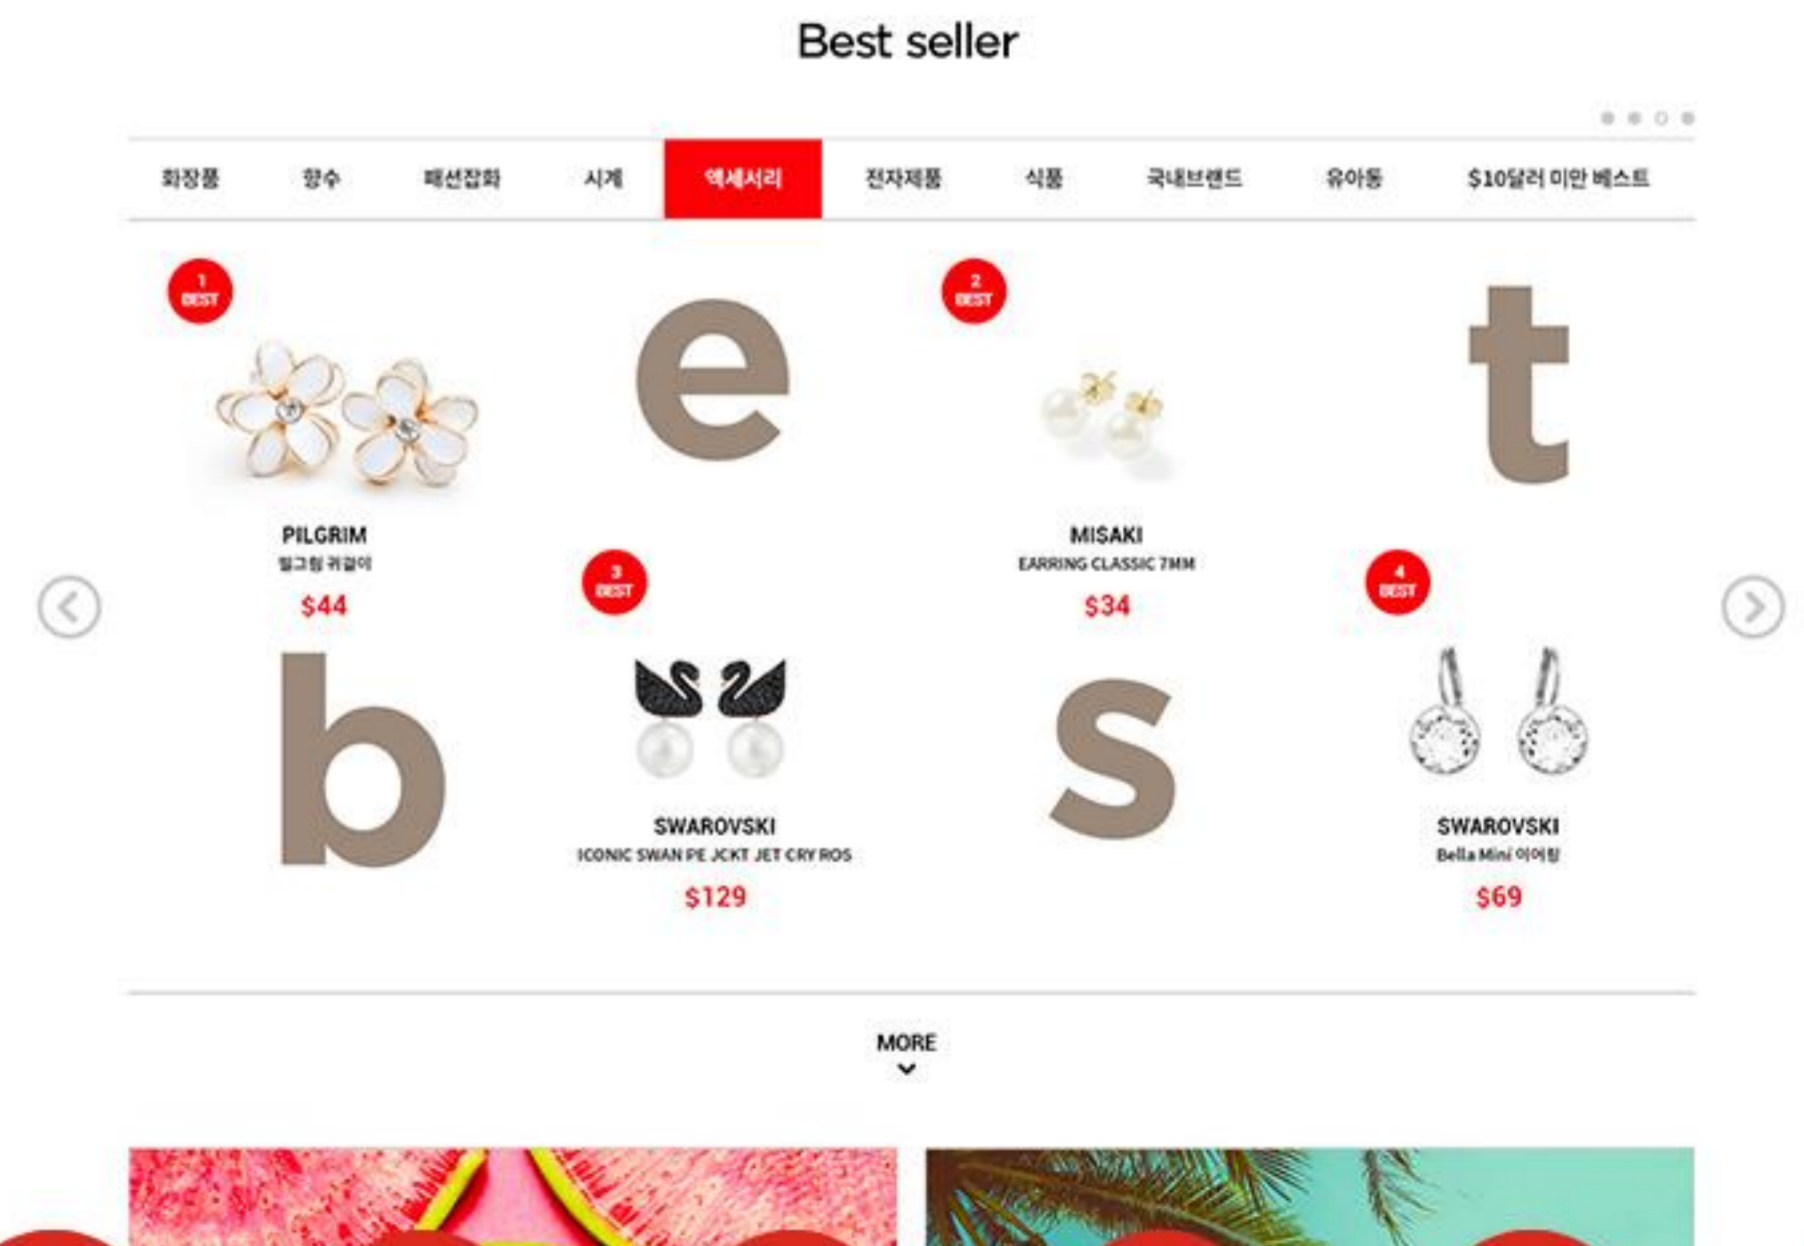 Best seller
화장품 향수 패션잡화 시계 액세서리 전자제품 식품 국내브랜드 유아동 $10달러 미만 베스트
1
BEST
e
2
BEST
t
PILGRIM
필그림 귀걸이
$44
MISAKI
EARRING CLASSIC 7MM
$34
b
3
BEST
SWAROVSKI
ICONIC SWAN PE JCKT JET CRY ROS
$129
s
4
BEST
SWAROVSKI
Bella Mini 이어링
$69
MORE